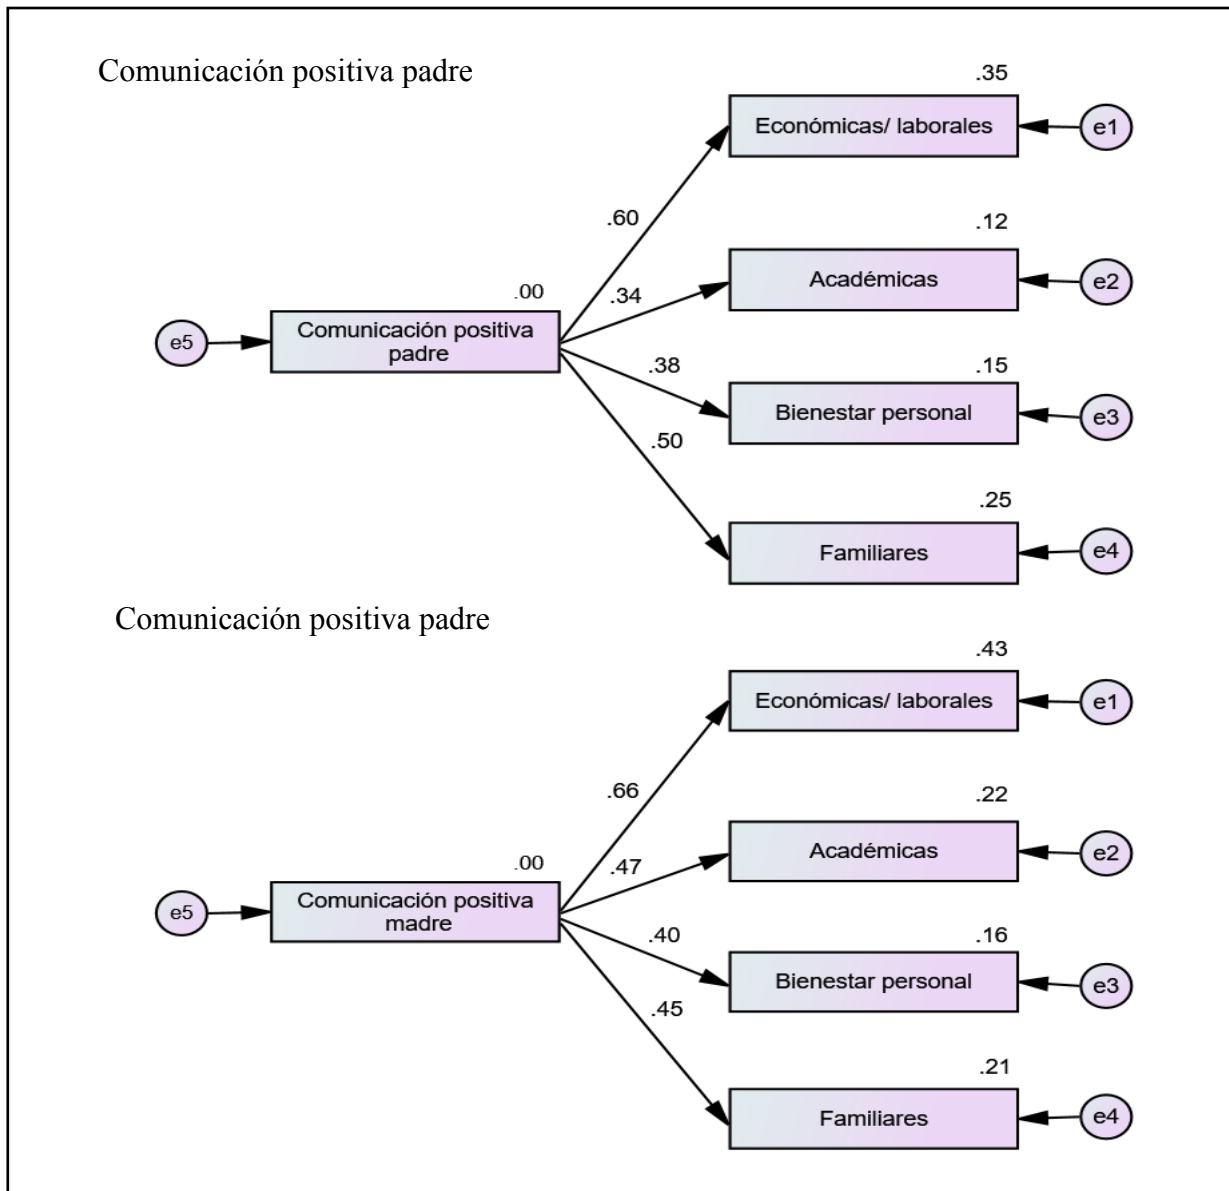 Comunicación positiva padre
.35
Económicas/ laborales
e1
.60
.12
Académicas
e2
.34
.00
e5
Comunicación positiva
padre
.38
.15
Bienestar personal
e3
.50
.25
Familiares
e4
Comunicación positiva padre
.43
Económicas/ laborales
e1
.66
.22
Académicas
e2
.47
.00
e5
Comunicación positiva
madre
.40
.16
Bienestar personal
e3
.45
.21
Familiares
e4